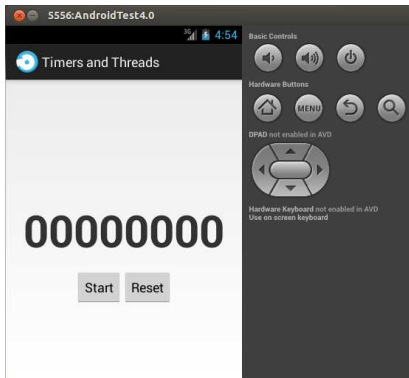 5556:AndroidTest4.0
3G 4:54
Timers and Threads
00000000
Start Reset
Basic Controls
Hardware Buttons
MENU
DPAD not enabled in AVD
Hardware Keyboard not enabled in AVD
Use on screen keyboard